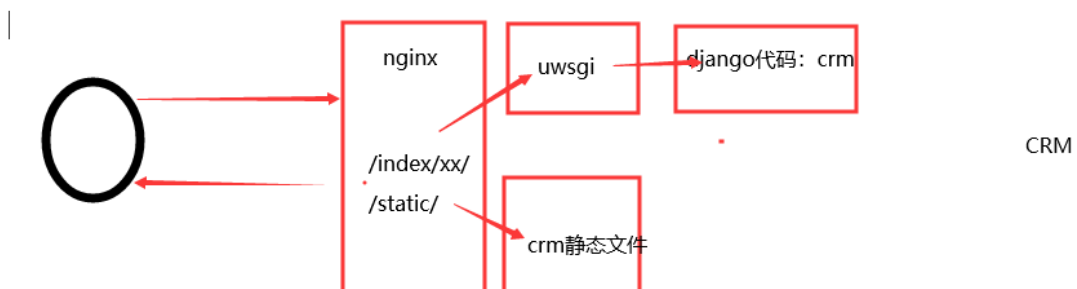 nginx
uwsgi
django代码：crm
CRM
/index/xx/
/static/
crm静态文件